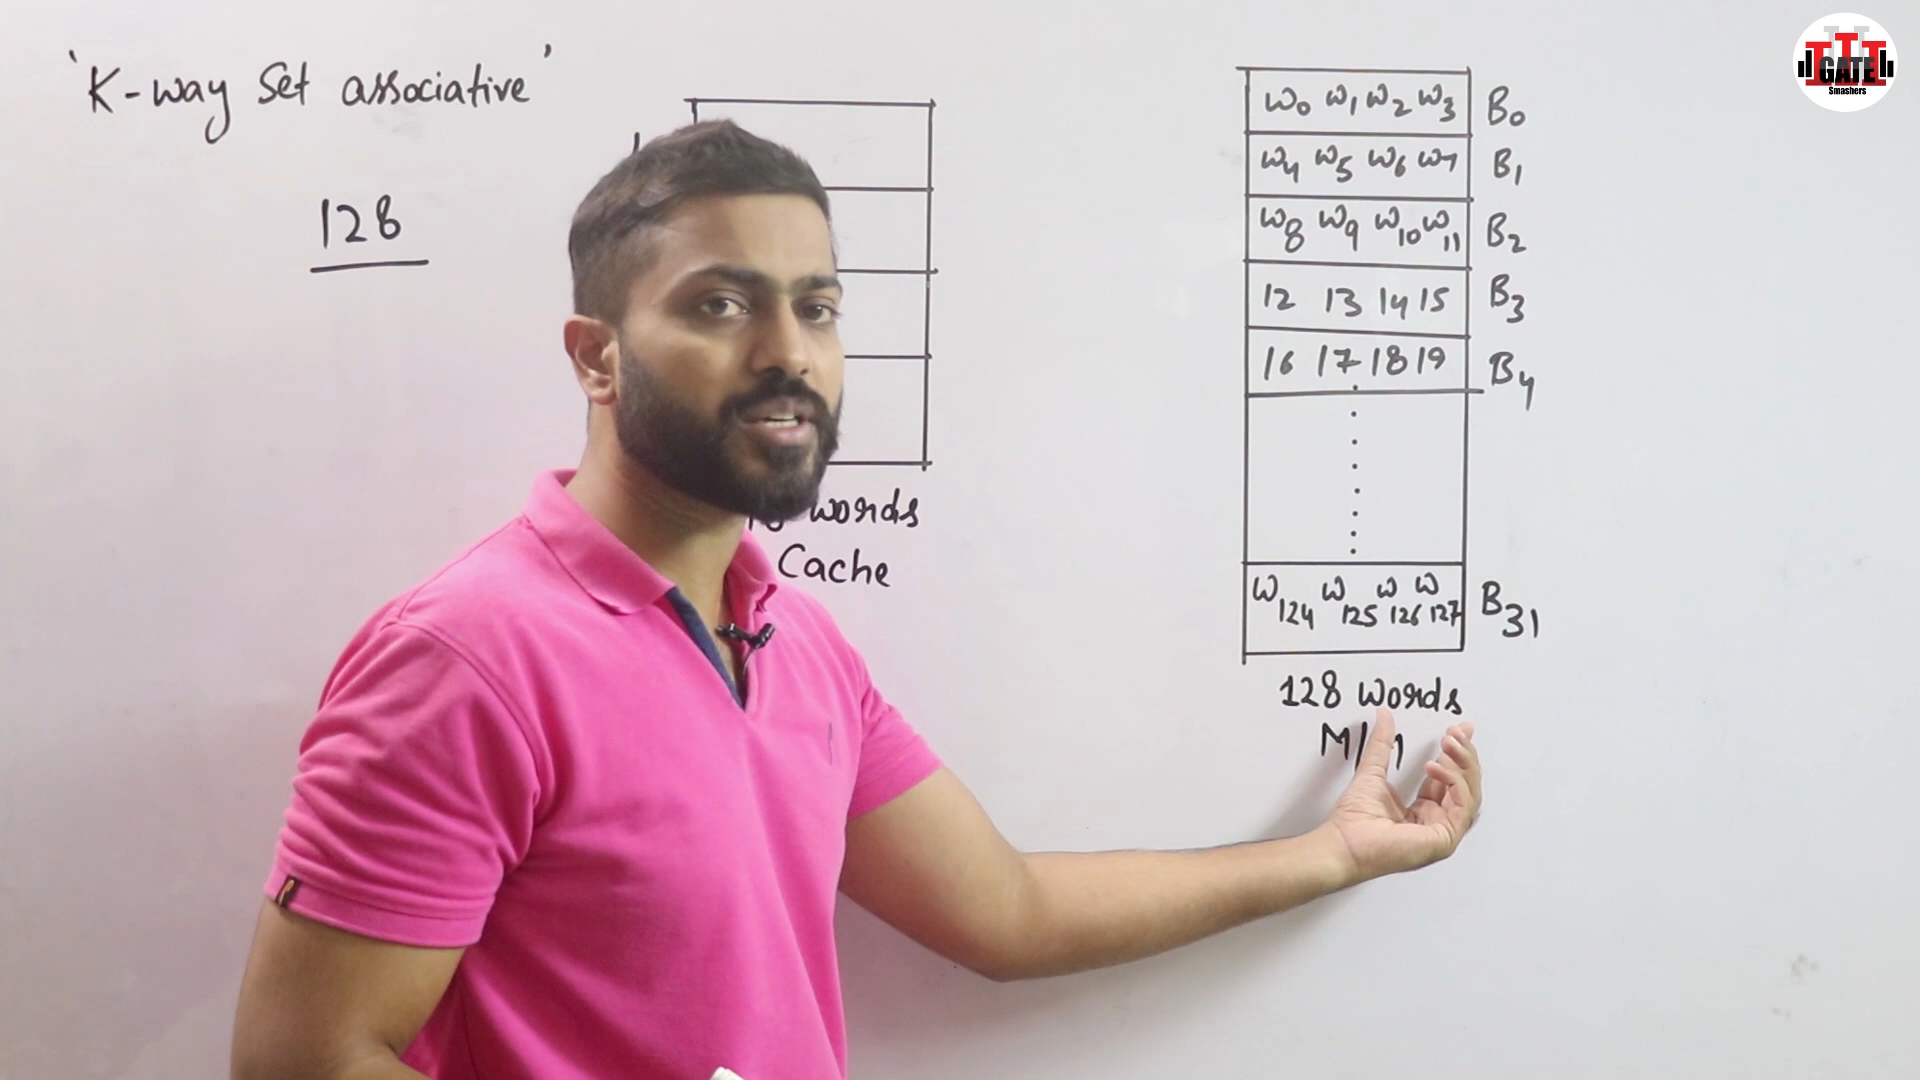 'K-way Set associative'
128
words
Cache
W0 W1 W2 W3 B0
W4 W5 W6 W7 B1
W8 W9 W10 W11 B2
12 13 14 15 B3
16 17 18 19 B4
W124 W125 W126 W127 B31
128 words
M/M
GATE
Smashers